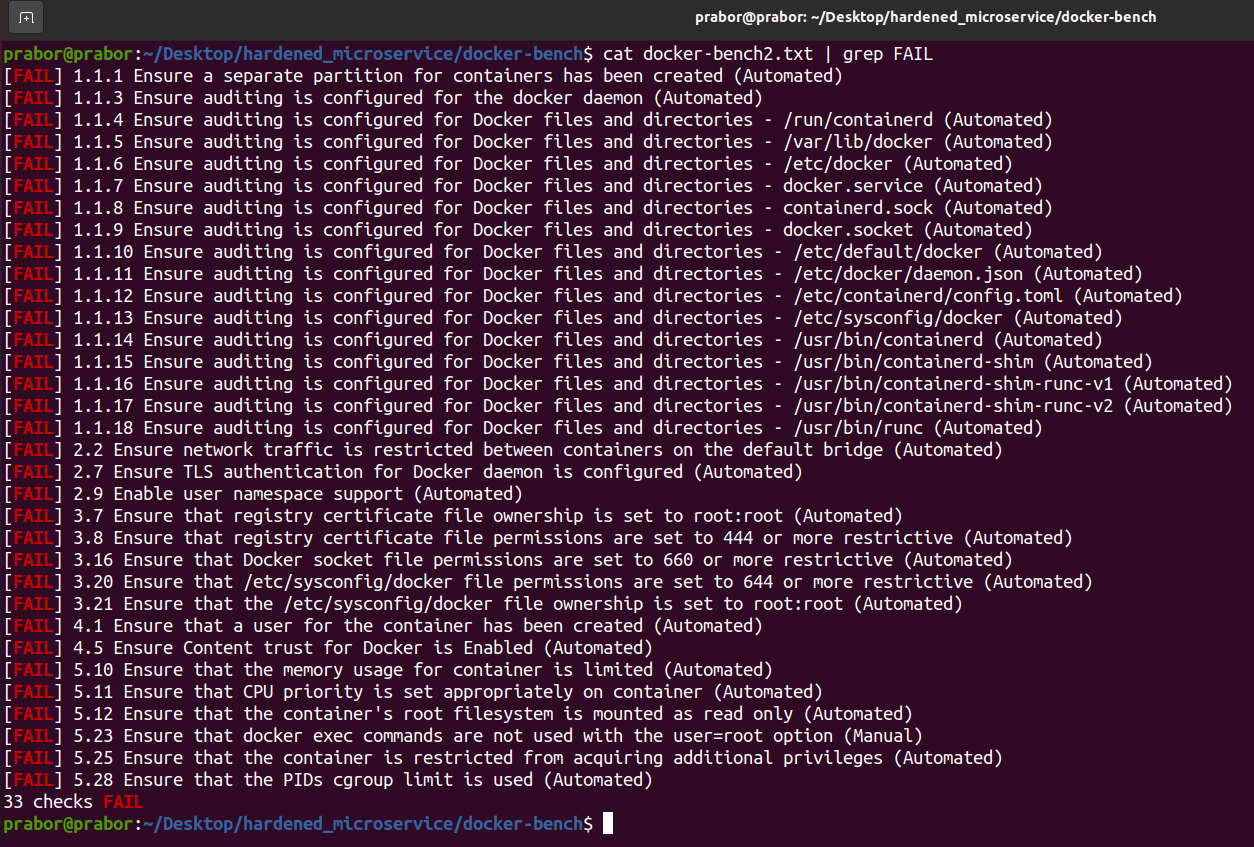 prabor@prabor: ~/Desktop/hardened_microservice/docker-bench
prabor@prabor:~/Desktop/hardened_microservice/docker-bench$ cat docker-bench2.txt | grep FAIL
[FAIL] 1.1.1 Ensure a separate partition for containers has been created (Automated)
[FAIL] 1.1.3 Ensure auditing is configured for the docker daemon (Automated)
[FAIL] 1.1.4 Ensure auditing is configured for Docker files and directories - /run/containerd (Automated)
[FAIL] 1.1.5 Ensure auditing is configured for Docker files and directories - /var/lib/docker (Automated)
[FAIL] 1.1.6 Ensure auditing is configured for Docker files and directories - /etc/docker (Automated)
[FAIL] 1.1.7 Ensure auditing is configured for Docker files and directories - docker.service (Automated)
[FAIL] 1.1.8 Ensure auditing is configured for Docker files and directories - containerd.sock (Automated)
[FAIL] 1.1.9 Ensure auditing is configured for Docker files and directories - docker.socket (Automated)
[FAIL] 1.1.10 Ensure auditing is configured for Docker files and directories - /etc/default/docker (Automated)
[FAIL] 1.1.11 Ensure auditing is configured for Docker files and directories - /etc/docker/daemon.json (Automated)
[FAIL] 1.1.12 Ensure auditing is configured for Docker files and directories - /etc/containerd/config.toml (Automated)
[FAIL] 1.1.13 Ensure auditing is configured for Docker files and directories - /etc/sysconfig/docker (Automated)
[FAIL] 1.1.14 Ensure auditing is configured for Docker files and directories - /usr/bin/containerd (Automated)
[FAIL] 1.1.15 Ensure auditing is configured for Docker files and directories - /usr/bin/containerd-shim (Automated)
[FAIL] 1.1.16 Ensure auditing is configured for Docker files and directories - /usr/bin/containerd-shim-runc-v1 (Automated)
[FAIL] 1.1.17 Ensure auditing is configured for Docker files and directories - /usr/bin/containerd-shim-runc-v2 (Automated)
[FAIL] 1.1.18 Ensure auditing is configured for Docker files and directories - /usr/bin/runc (Automated)
[FAIL] 2.2 Ensure network traffic is restricted between containers on the default bridge (Automated)
[FAIL] 2.7 Ensure TLS authentication for Docker daemon is configured (Automated)
[FAIL] 2.9 Enable user namespace support (Automated)
[FAIL] 3.7 Ensure that registry certificate file ownership is set to root:root (Automated)
[FAIL] 3.8 Ensure that registry certificate file permissions are set to 444 or more restrictive (Automated)
[FAIL] 3.16 Ensure that Docker socket file permissions are set to 660 or more restrictive (Automated)
[FAIL] 3.20 Ensure that /etc/sysconfig/docker file permissions are set to 644 or more restrictive (Automated)
[FAIL] 3.21 Ensure that the /etc/sysconfig/docker file ownership is set to root:root (Automated)
[FAIL] 4.1 Ensure that a user for the container has been created (Automated)
[FAIL] 4.5 Ensure Content trust for Docker is Enabled (Automated)
[FAIL] 5.10 Ensure that the memory usage for container is limited (Automated)
[FAIL] 5.11 Ensure that CPU priority is set appropriately on container (Automated)
[FAIL] 5.12 Ensure that the container's root filesystem is mounted as read only (Automated)
[FAIL] 5.23 Ensure that docker exec commands are not used with the user=root option (Manual)
[FAIL] 5.25 Ensure that the container is restricted from acquiring additional privileges (Automated)
[FAIL] 5.28 Ensure that the PIDs cgroup limit is used (Automated)
33 checks FAIL
prabor@prabor:~/Desktop/hardened_microservice/docker-bench$